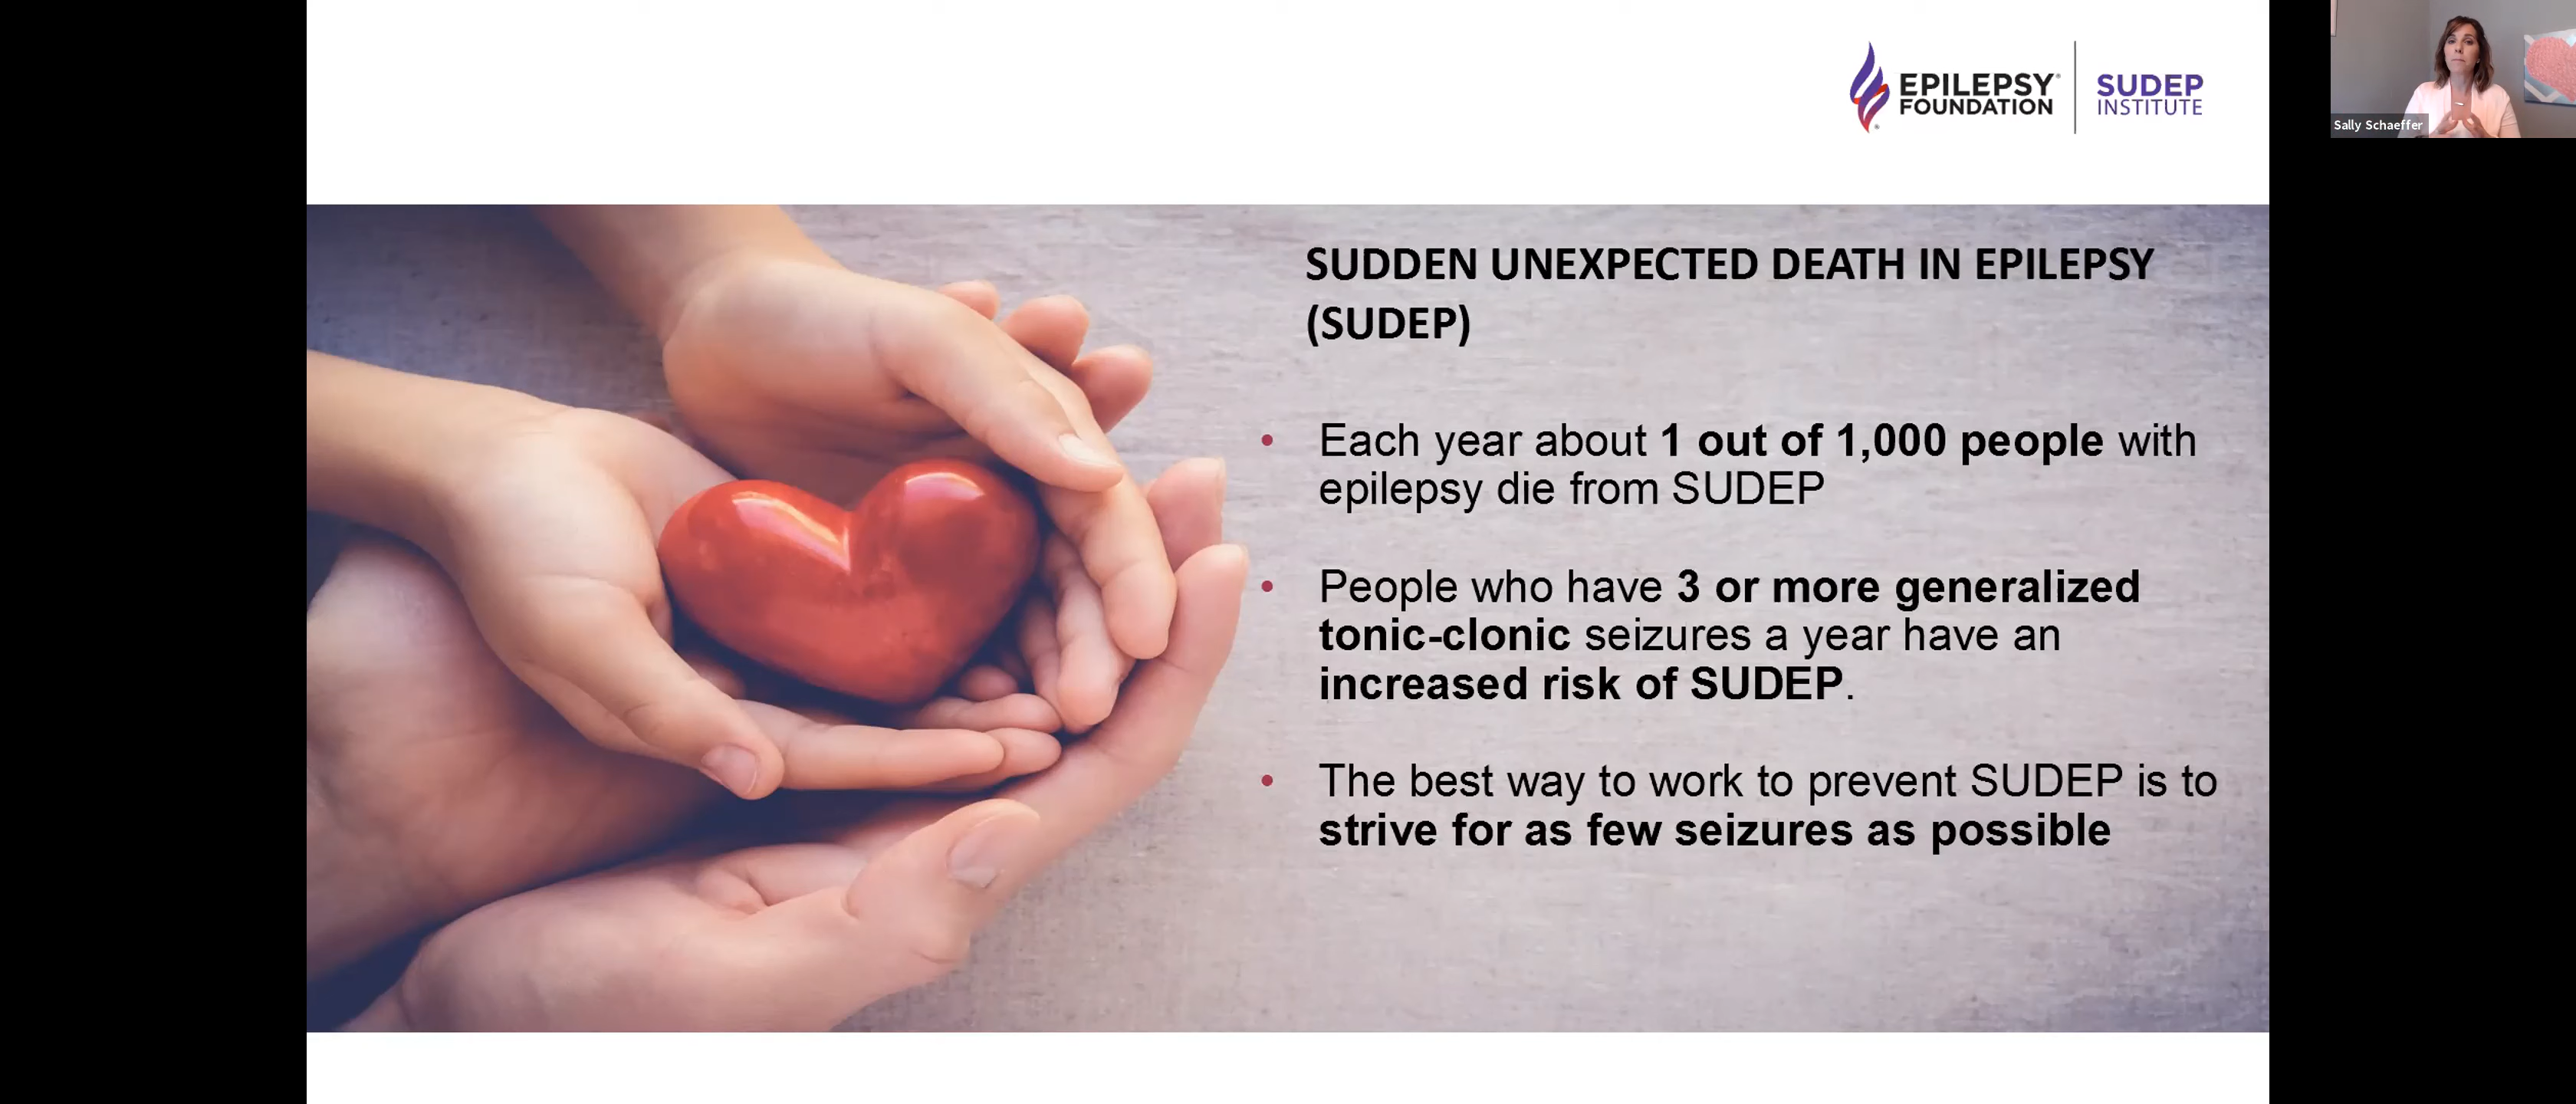 EPILEPSY®
FOUNDATION®
SUDEP
INSTITUTE
Sally Schaeffer
SUDDEN UNEXPECTED DEATH IN EPILEPSY
(SUDEP)
• Each year about 1 out of 1,000 people with
epilepsy die from SUDEP
• People who have 3 or more generalized
tonic-clonic seizures a year have an
increased risk of SUDEP.
• The best way to work to prevent SUDEP is to
strive for as few seizures as possible